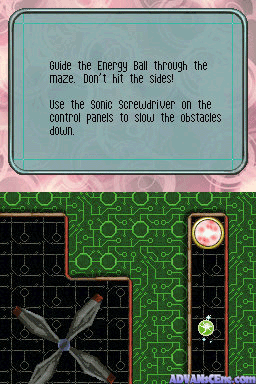 Guide the Energy Ball through the
maze. Don't hit the sides!
Use the Sonic Screwdriver on the
control panels to slow the obstacles
down.
ADVANsCEne.com